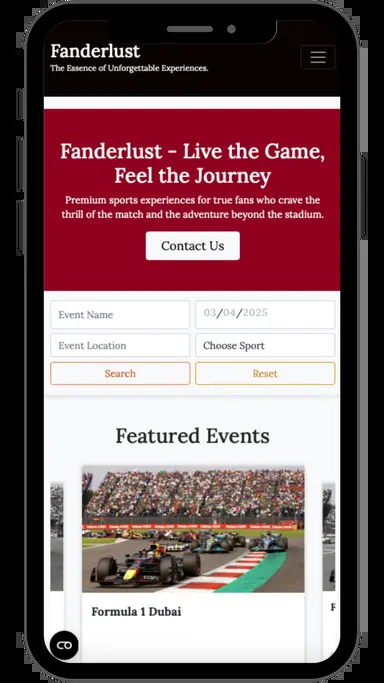 Fanderlust
The Essence of Unforgettable Experiences.
Fanderlust - Live the Game,
Feel the Journey
Premium sports experiences for true fans who crave the
thrill of the match and the adventure beyond the stadium.
Contact Us
Event Name
03/04/2025
Event Location
Choose Sport
Search
Reset
Featured Events
Formula 1 Dubai
F